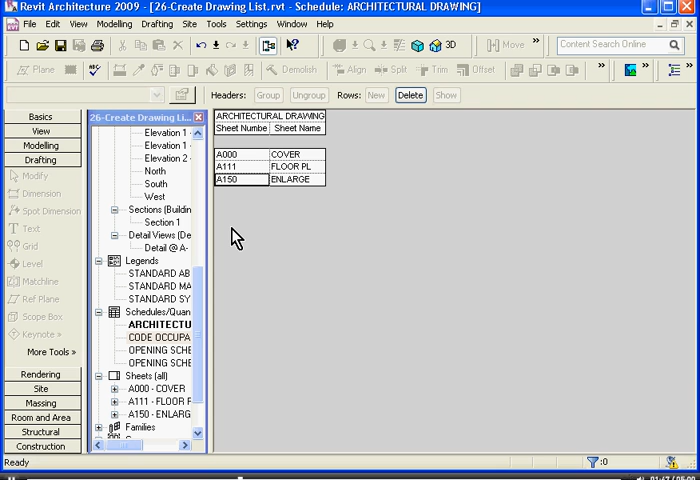 Revit Architecture 2009 - [26-Create Drawing List.rvt - Schedule: ARCHITECTURAL DRAWING]
File Edit View Modelling Drafting Site Tools Settings Window Help
3D Move » Content Search Online
Plane Demolish Align Split Trim Offset
Headers: Group Ungroup Rows: New Delete Show
Basics
View
Modelling
Drafting
Modify
Dimension
Spot Dimension
Text
Grid
Level
Matchline
Ref Plane
Scope Box
Keynote »
More Tools »
Rendering
Site
Massing
Room and Area
Structural
Construction
26-Create Drawing Li...
Elevation 1
Elevation 1
Elevation 2
North
South
West
Sections (Buildin
Section 1
Detail Views (De
Detail @ A-
Legends
STANDARD AB
STANDARD MA
STANDARD SY
Schedules/Quan
ARCHITECTU
CODE OCCUPA
OPENING SCHE
OPENING SCHE
Sheets (all)
A000 - COVER
A111 - FLOOR F
A150 - ENLARG
Families
ARCHITECTURAL DRAWING
Sheet Numbe Sheet Name
A000 COVER
A111 FLOOR PL
A150 ENLARGE
Ready
:0